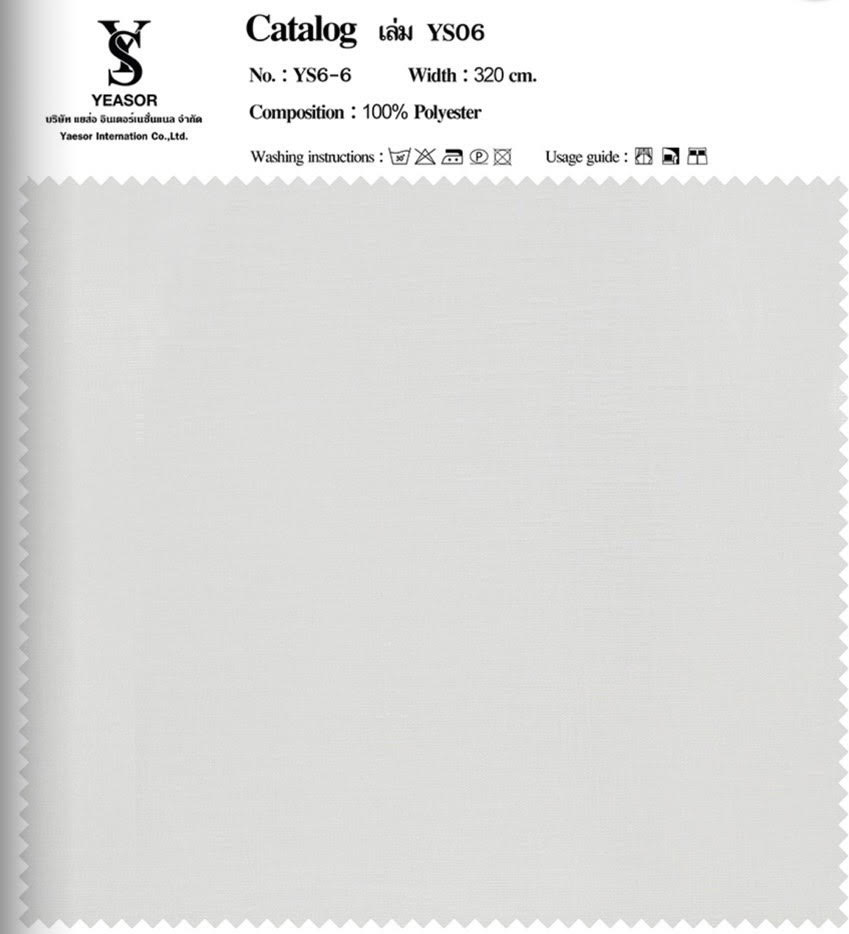 YS
YEASOR
บริษัท แยส่อ อินเตอร์เนชั่นแนล จำกัด
Yaesor Internation Co.,Ltd.
Catalog เล่ม YS06
No. : YS6-6 Width : 320 cm.
Composition : 100% Polyester
Washing instructions : P Usage guide :